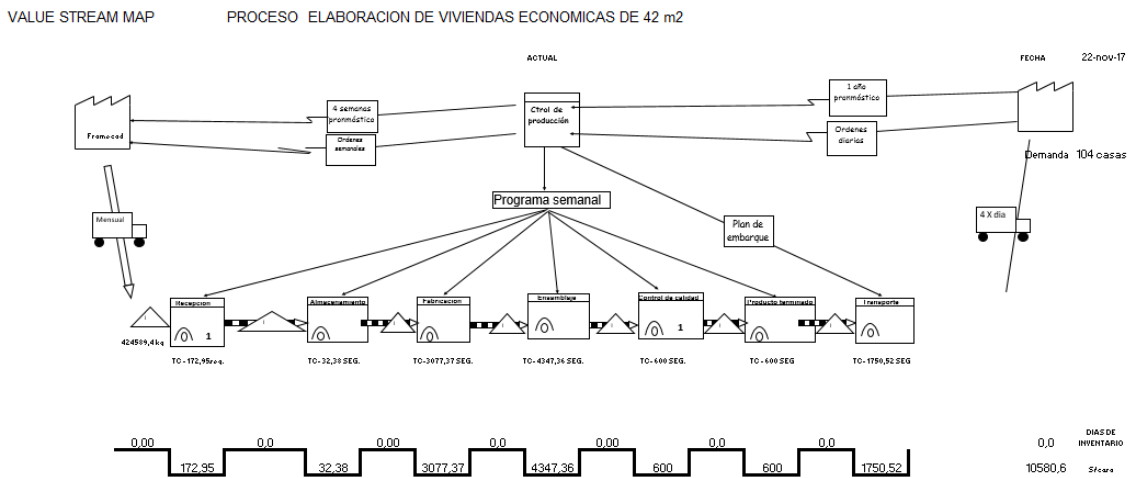 VALUE STREAM MAP PROCESO ELABORACION DE VIVIENDAS ECONOMICAS DE 42 m2
ACTUAL
FECHA 22-nov-17
Framecad
4 semanas
pronmóstico
Ordenes
semanales
Ctrol de
producción
1 año
pronmóstico
Ordenes
diarias
Demanda 104 casas
Mensual
Programa semanal
Plan de
embarque
4 X dia
Recepcion
1
Almacenamiento
Fabricacion
Ensamblaje
Control de calidad
1
Producto terminado
Transporte
I
I
I
I
I
I
I
424589,4 kg
TC - 172,95seg.
TC - 32,38 SEG.
TC - 3077,37 SEG.
TC - 4347,36 SEG.
TC - 600 SEG
TC - 600 SEG
TC - 1750,52 SEG
0,00 0,0 0,00 0,0 0,00 0,0 0,0 0,0
DIAS DE
INVENTARIO
172,95 32,38 3077,37 4347,36 600 600 1750,52 10580,6